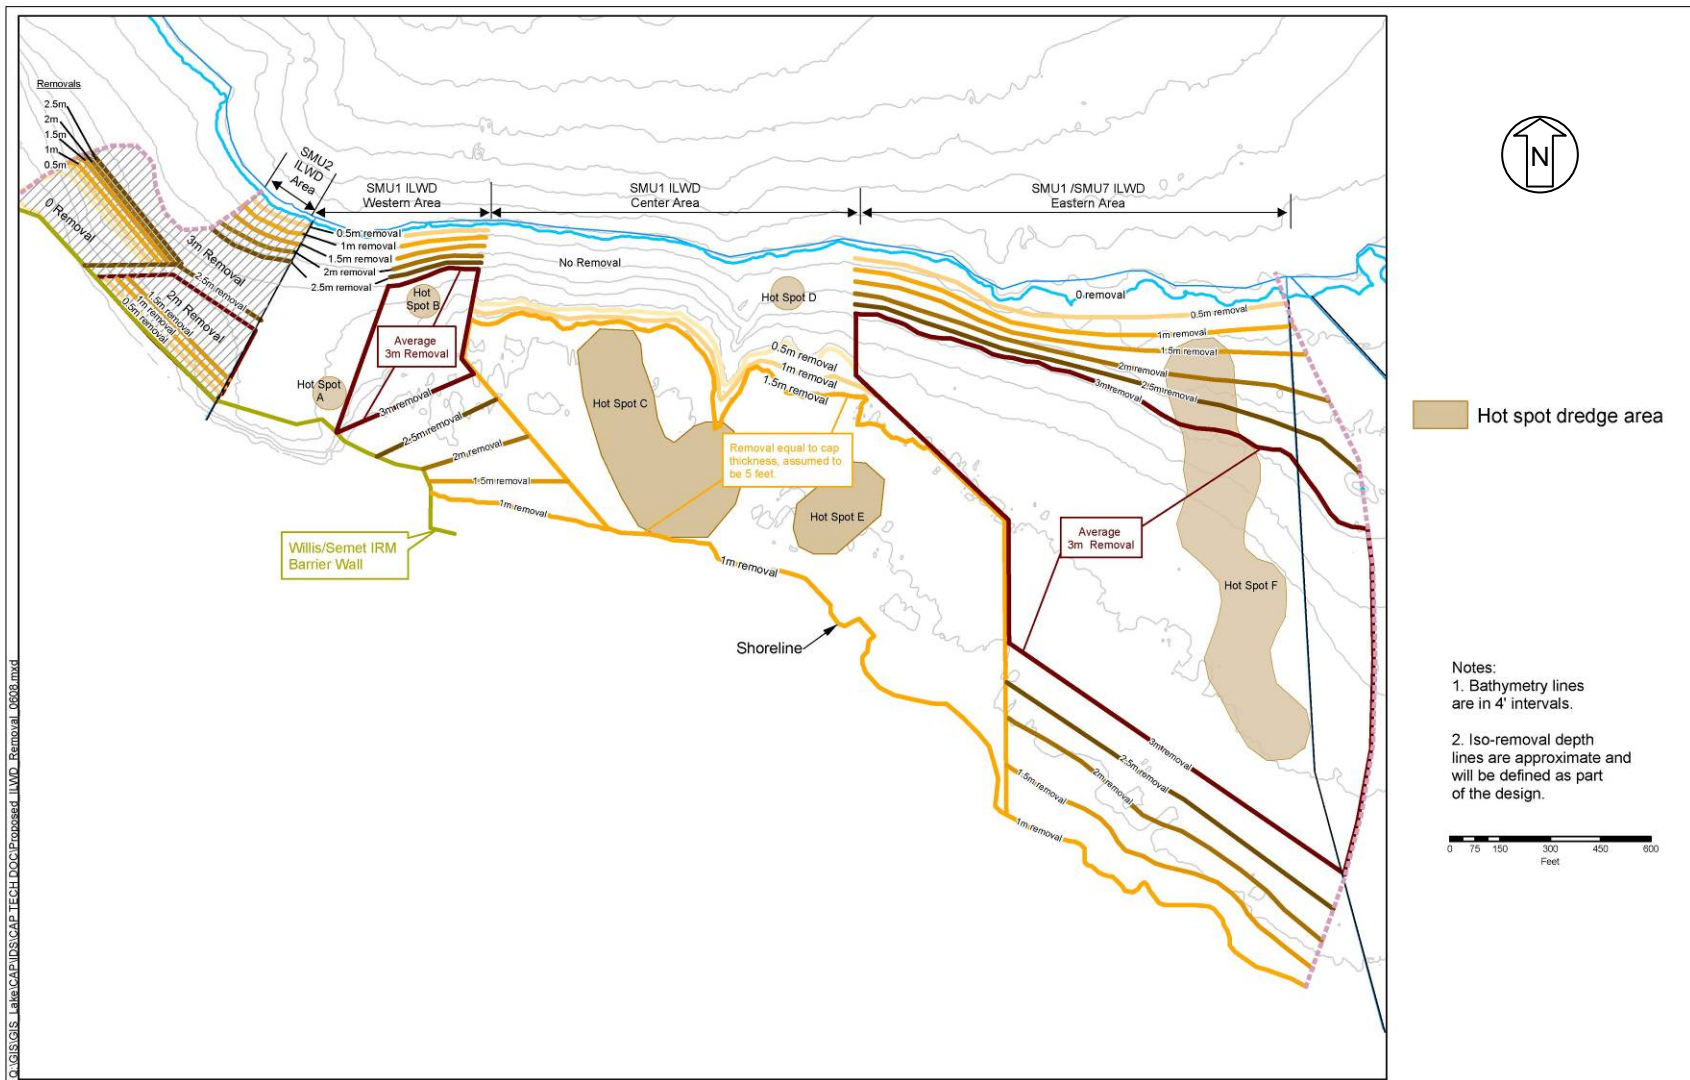 Removals
2.5m
2m
1.5m
1m
0.5m
SMU2
ILWD
Area
SMU1 ILWD
Western Area
SMU1 ILWD
Center Area
SMU1 /SMU7 ILWD
Eastern Area
N
0 Removal
3m Removal
2.5m removal
2m Removal
1.5m removal
1m removal
0.5m removal
0.5m removal
1m removal
1.5m removal
2m removal
2.5m removal
No Removal
Hot
Spot B
Hot Spot D
0 removal
0.5m removal
1m removal
1.5m removal
2m removal
2.5m removal
3m removal
Average
3m Removal
0.5m removal
1m removal
1.5m removal
Hot Spot
A
3m removal
2.5m removal
2m removal
1.5m removal
1m removal
Hot Spot C
Removal equal to cap
thickness, assumed to
be 5 feet.
Hot Spot E
Hot spot dredge area
Willis/Semet IRM
Barrier Wall
Average
3m Removal
1m removal
Hot Spot F
Shoreline
3m removal
2.5m removal
2m removal
1.5m removal
1m removal
Notes:
1. Bathymetry lines
are in 4' intervals.
2. Iso-removal depth
lines are approximate and
will be defined as part
of the design.
0 75 150 300 450 600
Feet
Q:\GIS\GIS_Lake\CAP\IDS\CAP TECH DOC\Proposed_ILWD_Removal_0608.mxd